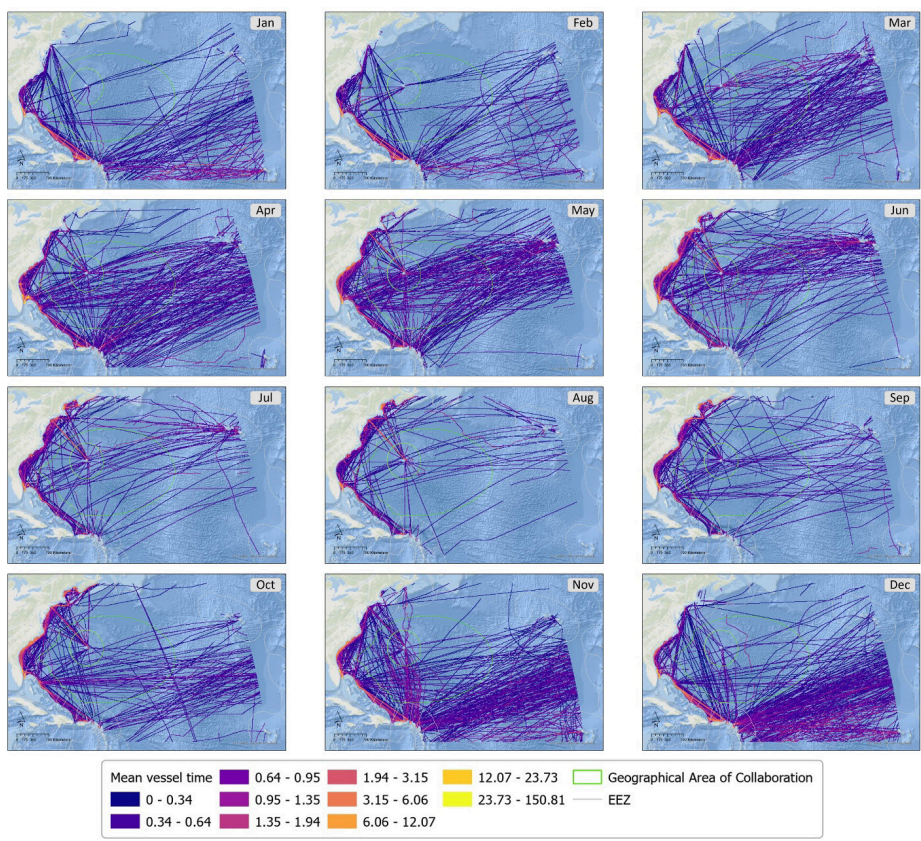 Jan Feb Mar
Apr May Jun
Jul Aug Sep
Oct Nov Dec
Mean vessel time 0.64 - 0.95 1.94 - 3.15 12.07 - 23.73 Geographical Area of Collaboration
0 - 0.34 0.95 - 1.35 3.15 - 6.06 23.73 - 150.81 EEZ
0.34 - 0.64 1.35 - 1.94 6.06 - 12.07